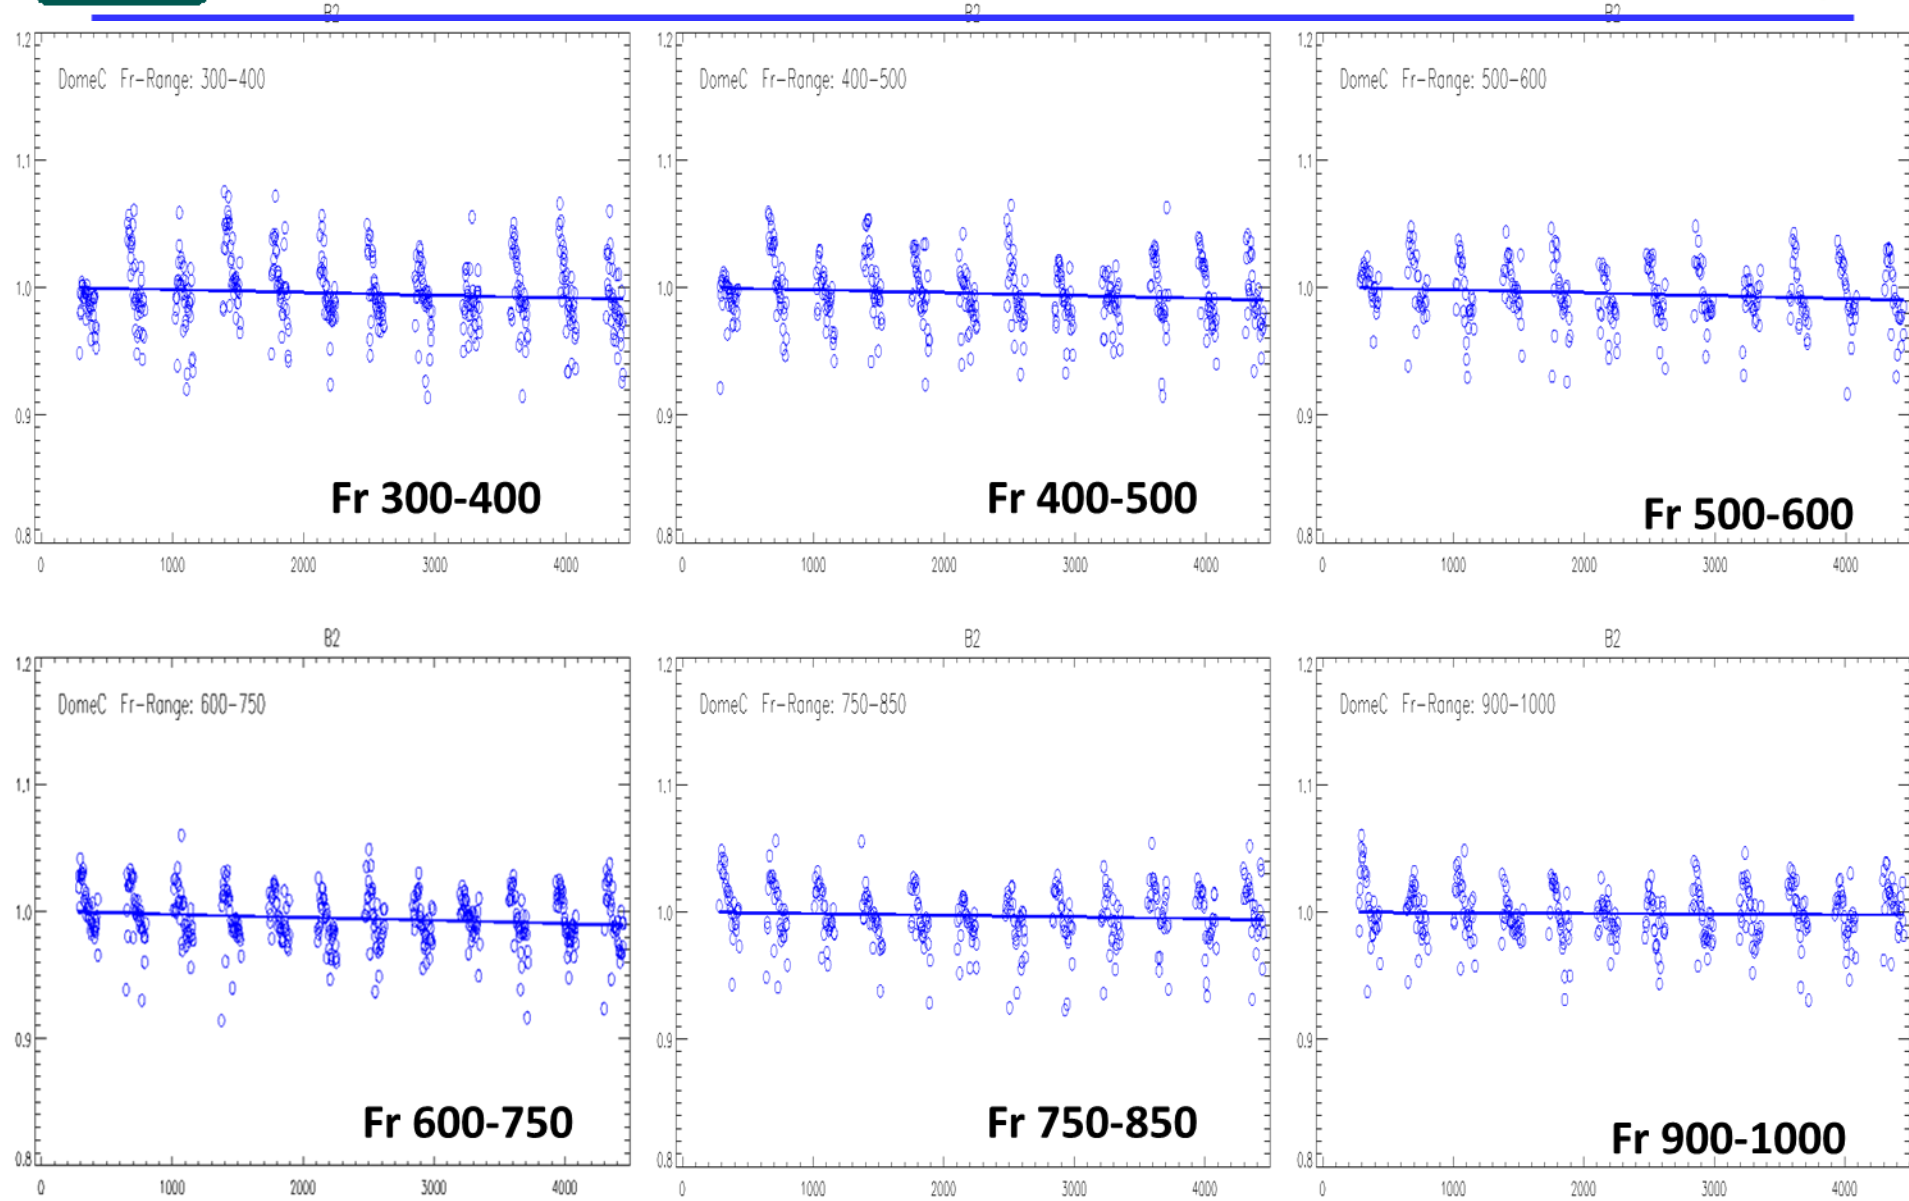 B2 B2 B2
1.2 1.2 1.2
DomeC Fr-Range: 300-400 DomeC Fr-Range: 400-500 DomeC Fr-Range: 500-600
1.1 1.1 1.1
1.0 1.0 1.0
0.9 0.9 0.9
Fr 300-400 Fr 400-500 Fr 500-600
0.8 0.8 0.8
0 1000 2000 3000 4000 0 1000 2000 3000 4000 0 1000 2000 3000 4000
B2 B2 B2
1.2 1.2 1.2
DomeC Fr-Range: 600-750 DomeC Fr-Range: 750-850 DomeC Fr-Range: 900-1000
1.1 1.1 1.1
1.0 1.0 1.0
0.9 0.9 0.9
Fr 600-750 Fr 750-850 Fr 900-1000
0.8 0.8 0.8
0 1000 2000 3000 4000 0 1000 2000 3000 4000 0 1000 2000 3000 4000